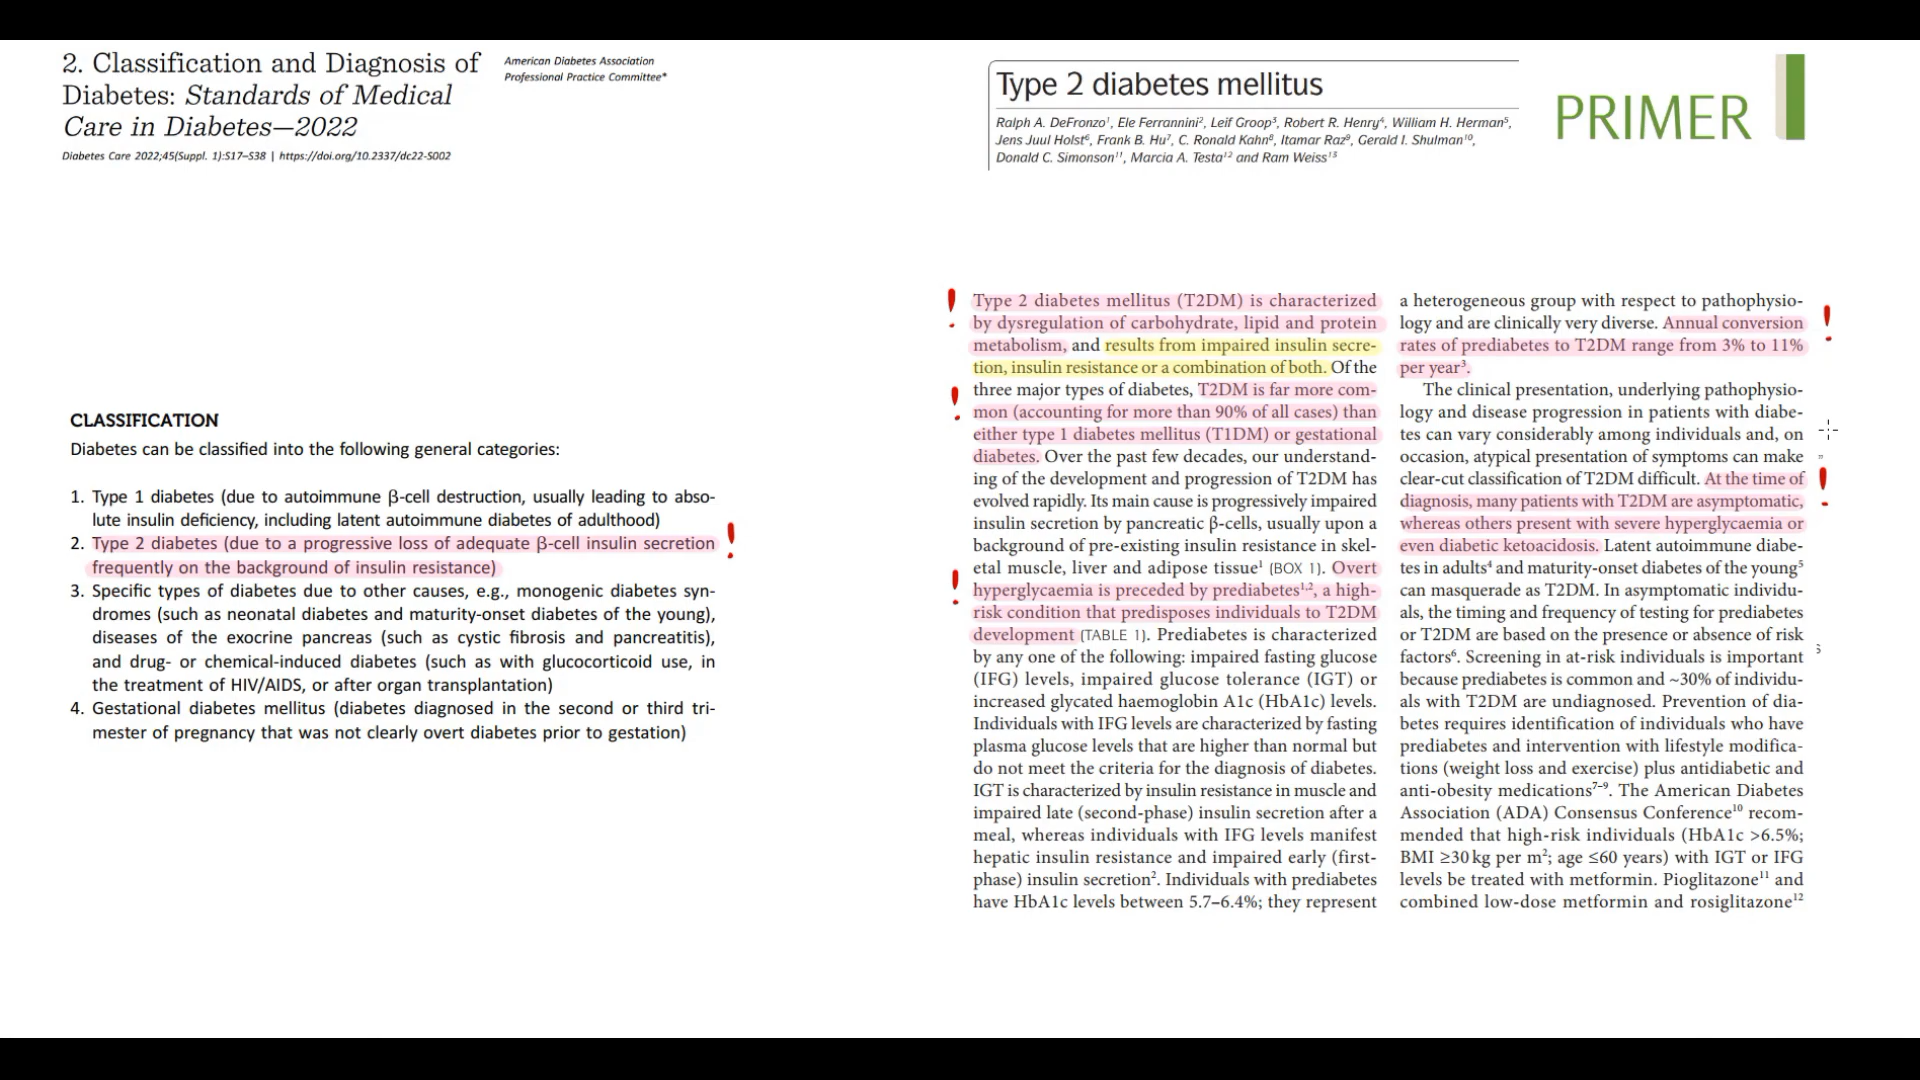 2. Classification and Diagnosis of
Diabetes: Standards of Medical
Care in Diabetes—2022
Diabetes Care 2022;45(Suppl. 1):S17–S38 | https://doi.org/10.2337/dc22-S002
American Diabetes Association
Professional Practice Committee*
CLASSIFICATION
Diabetes can be classified into the following general categories:
1. Type 1 diabetes (due to autoimmune β-cell destruction, usually leading to abso-
lute insulin deficiency, including latent autoimmune diabetes of adulthood)
2. Type 2 diabetes (due to a progressive loss of adequate β-cell insulin secretion
frequently on the background of insulin resistance)
3. Specific types of diabetes due to other causes, e.g., monogenic diabetes syn-
dromes (such as neonatal diabetes and maturity-onset diabetes of the young),
diseases of the exocrine pancreas (such as cystic fibrosis and pancreatitis),
and drug- or chemical-induced diabetes (such as with glucocorticoid use, in
the treatment of HIV/AIDS, or after organ transplantation)
4. Gestational diabetes mellitus (diabetes diagnosed in the second or third tri-
mester of pregnancy that was not clearly overt diabetes prior to gestation)
Type 2 diabetes mellitus
Ralph A. DeFronzo¹, Ele Ferrannini², Leif Groop³, Robert R. Henry⁴, William H. Herman⁵,
Jens Juul Holst⁶, Frank B. Hu⁷, C. Ronald Kahn⁸, Itamar Raz⁹, Gerald I. Shulman¹⁰,
Donald C. Simonson¹¹, Marcia A. Testa¹² and Ram Weiss¹³
PRIMER
Type 2 diabetes mellitus (T2DM) is characterized
by dysregulation of carbohydrate, lipid and protein
metabolism, and results from impaired insulin secre-
tion, insulin resistance or a combination of both. Of the
three major types of diabetes, T2DM is far more com-
mon (accounting for more than 90% of all cases) than
either type 1 diabetes mellitus (T1DM) or gestational
diabetes. Over the past few decades, our understand-
ing of the development and progression of T2DM has
evolved rapidly. Its main cause is progressively impaired
insulin secretion by pancreatic β-cells, usually upon a
background of pre-existing insulin resistance in skel-
etal muscle, liver and adipose tissue¹ (BOX 1). Overt
hyperglycaemia is preceded by prediabetes¹,², a high-
risk condition that predisposes individuals to T2DM
development (TABLE 1). Prediabetes is characterized
by any one of the following: impaired fasting glucose
(IFG) levels, impaired glucose tolerance (IGT) or
increased glycated haemoglobin A1c (HbA1c) levels.
Individuals with IFG levels are characterized by fasting
plasma glucose levels that are higher than normal but
do not meet the criteria for the diagnosis of diabetes.
IGT is characterized by insulin resistance in muscle and
impaired late (second-phase) insulin secretion after a
meal, whereas individuals with IFG levels manifest
hepatic insulin resistance and impaired early (first-
phase) insulin secretion². Individuals with prediabetes
have HbA1c levels between 5.7–6.4%; they represent
a heterogeneous group with respect to pathophysio-
logy and are clinically very diverse. Annual conversion
rates of prediabetes to T2DM range from 3% to 11%
per year³.
The clinical presentation, underlying pathophysio-
logy and disease progression in patients with diabe-
tes can vary considerably among individuals and, on
occasion, atypical presentation of symptoms can make
clear-cut classification of T2DM difficult. At the time of
diagnosis, many patients with T2DM are asymptomatic,
whereas others present with severe hyperglycaemia or
even diabetic ketoacidosis. Latent autoimmune diabe-
tes in adults⁴ and maturity-onset diabetes of the young⁵
can masquerade as T2DM. In asymptomatic individu-
als, the timing and frequency of testing for prediabetes
or T2DM are based on the presence or absence of risk
factors⁶. Screening in at-risk individuals is important
because prediabetes is common and ~30% of individu-
als with T2DM are undiagnosed. Prevention of dia-
betes requires identification of individuals who have
prediabetes and intervention with lifestyle modifica-
tions (weight loss and exercise) plus antidiabetic and
anti-obesity medications⁷⁻⁹. The American Diabetes
Association (ADA) Consensus Conference¹⁰ recom-
mended that high-risk individuals (HbA1c >6.5%;
BMI ≥30 kg per m²; age ≤60 years) with IGT or IFG
levels be treated with metformin. Pioglitazone¹¹ and
combined low-dose metformin and rosiglitazone¹²